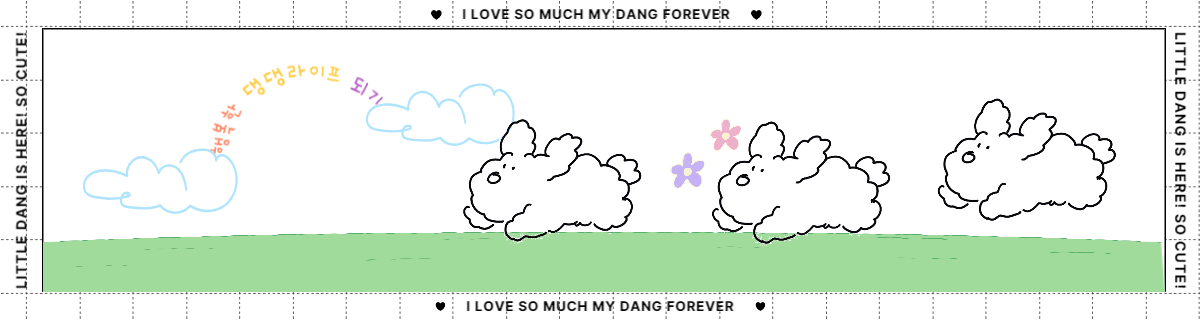 ♥ I LOVE SO MUCH MY DANG FOREVER ♥
LITTLE DANG IS HERE! SO CUTE!
행복한 댕댕라이프 되기
LITTLE DANG IS HERE! SO CUTE!
♥ I LOVE SO MUCH MY DANG FOREVER ♥